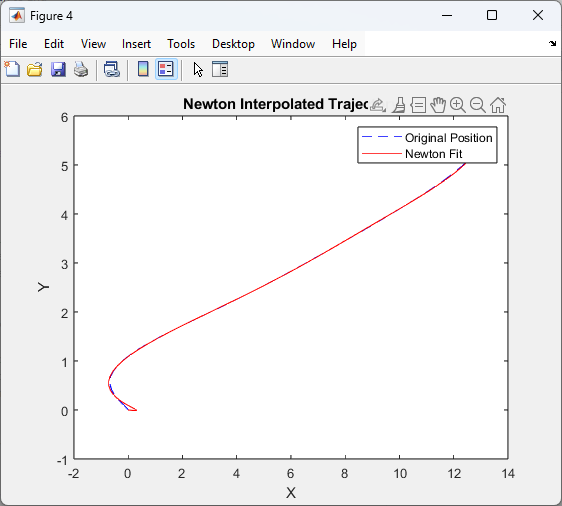 Figure 4
File Edit View Insert Tools Desktop Window Help
Newton Interpolated
Original Position
Newton Fit
6
5
4
3
2
1
0
-1
Y
-2 0 2 4 6 8 10 12 14
X